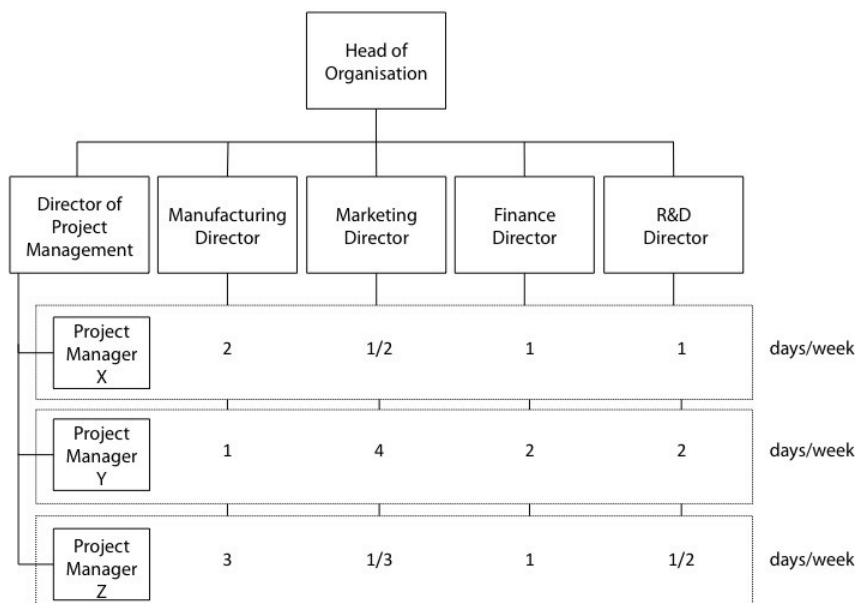 Head of
Organisation
Director of
Project
Management
Manufacturing
Director
Marketing
Director
Finance
Director
R&D
Director
Project
Manager
X
2
1/2
1
1
days/week
Project
Manager
Y
1
4
2
2
days/week
Project
Manager
Z
3
1/3
1
1/2
days/week